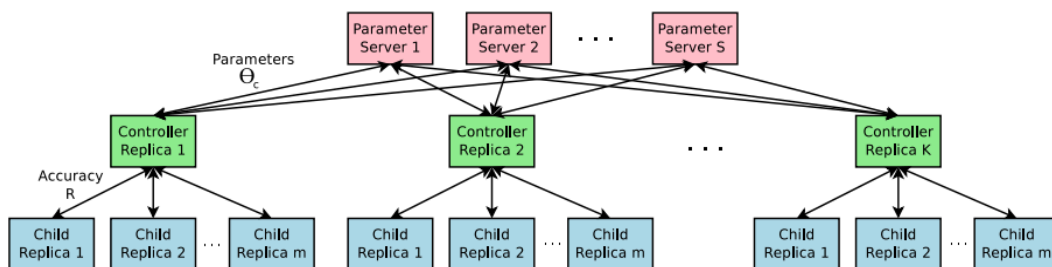 Parameter
Server 1
Parameter
Server 2
. . .
Parameter
Server S
Parameters
Θc
Controller
Replica 1
Controller
Replica 2
. . .
Controller
Replica K
Accuracy
R
Child
Replica 1
Child
Replica 2
...
Child
Replica m
Child
Replica 1
Child
Replica 2
...
Child
Replica m
Child
Replica 1
Child
Replica 2
...
Child
Replica m